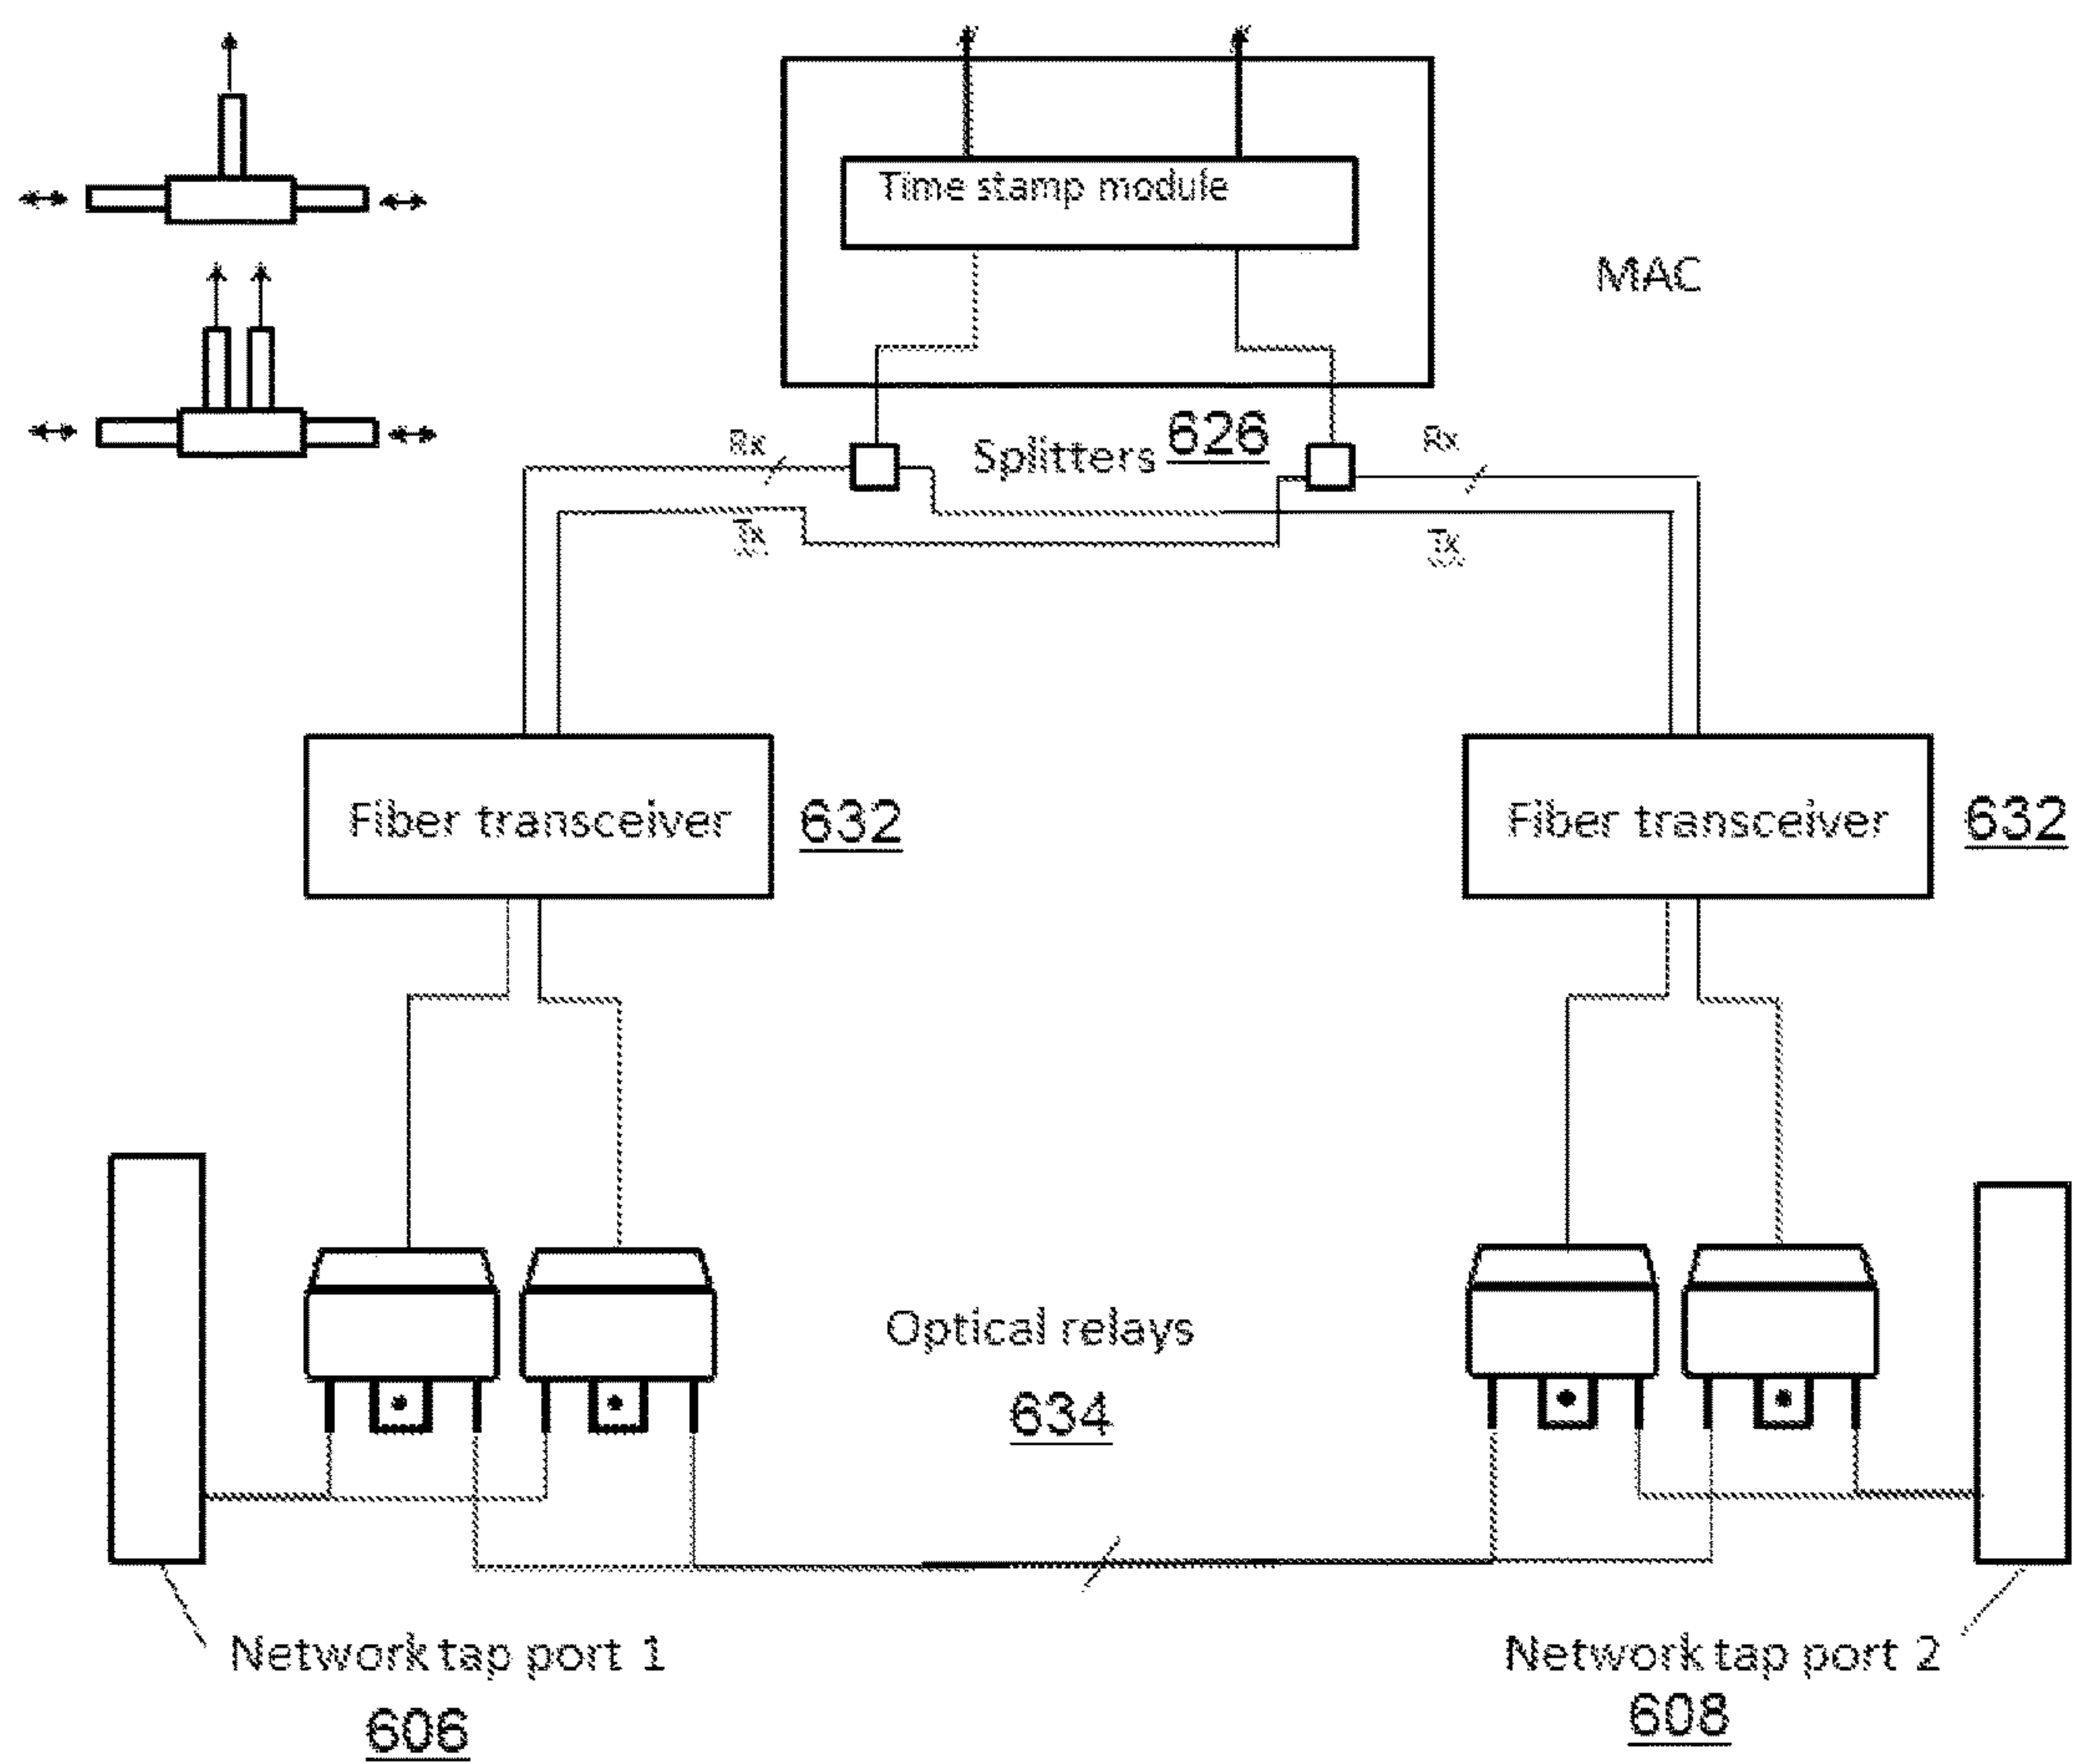 Time stamp module
MAC
Splitters 626
Rx
Rx
Tx
Tx
Fiber transceiver 632
Fiber transceiver 632
Optical relays
634
Network tap port 1
606
Network tap port 2
608